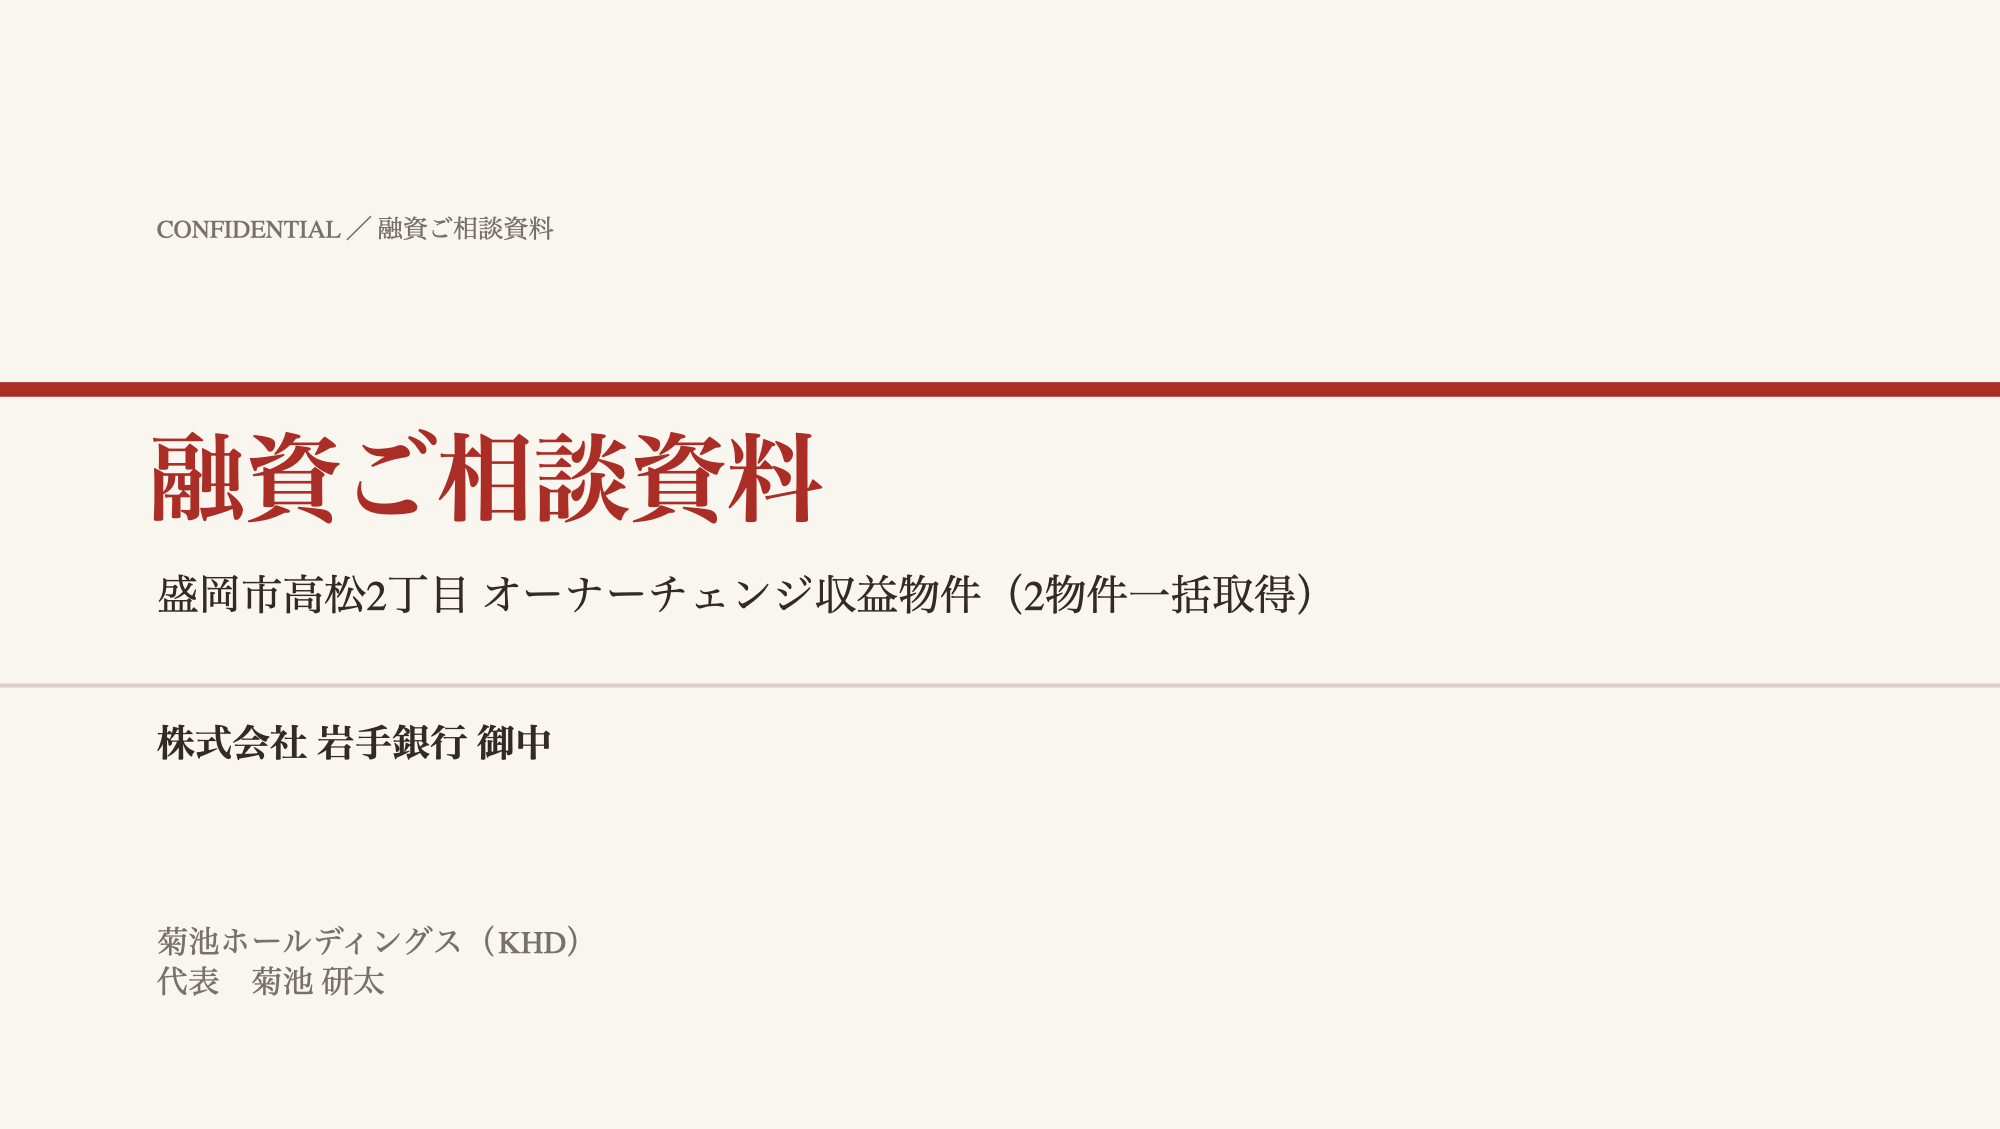 CONFIDENTIAL ／ 融資ご相談資料
融資ご相談資料
盛岡市高松2丁目 オーナーチェンジ収益物件（2物件一括取得）
株式会社 岩手銀行 御中
菊池ホールディングス（KHD）
代表　菊池 研太